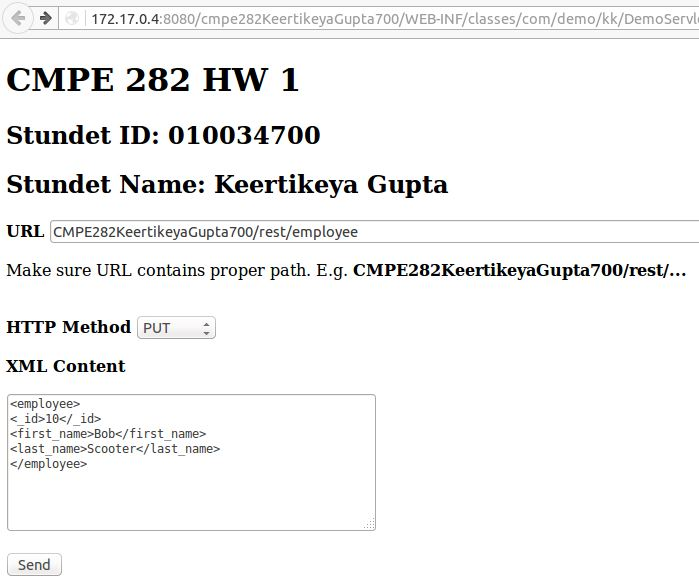 172.17.0.4:8080/cmpe282KeertikeyaGupta700/WEB-INF/classes/com/demo/kk/DemoServl
CMPE 282 HW 1
Stundet ID: 010034700
Stundet Name: Keertikeya Gupta
URL CMPE282KeertikeyaGupta700/rest/employee
Make sure URL contains proper path. E.g. CMPE282KeertikeyaGupta700/rest/...
HTTP Method PUT
XML Content
<employee>
<_id>10</_id>
<first_name>Bob</first_name>
<last_name>Scooter</last_name>
</employee>
Send